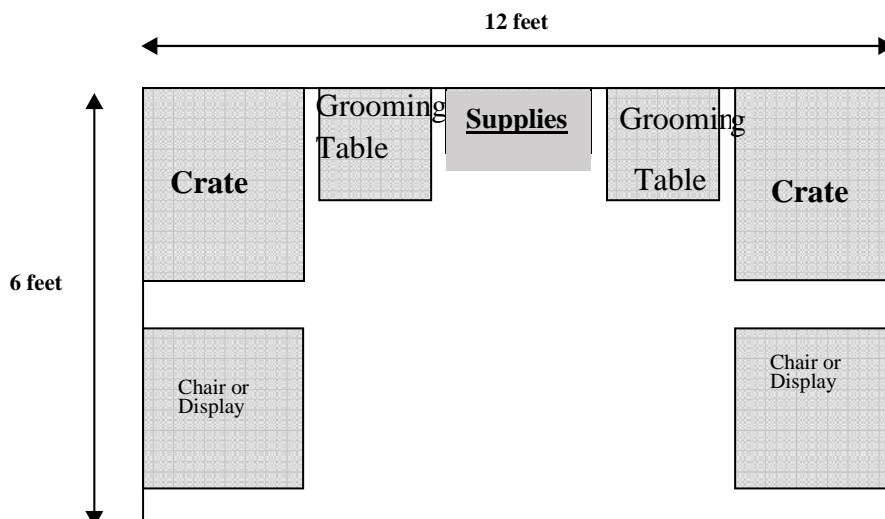 12 feet
Grooming
Table
Supplies
Grooming
Table
Crate
Crate
6 feet
Chair or
Display
Chair or
Display